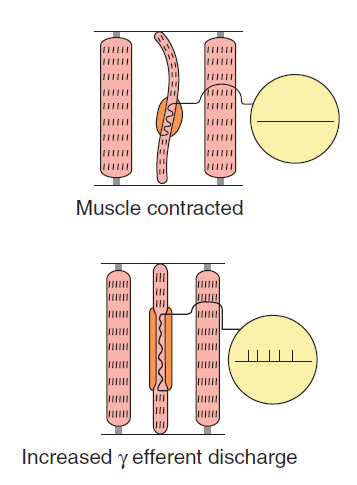 Muscle contracted
Increased γ efferent discharge